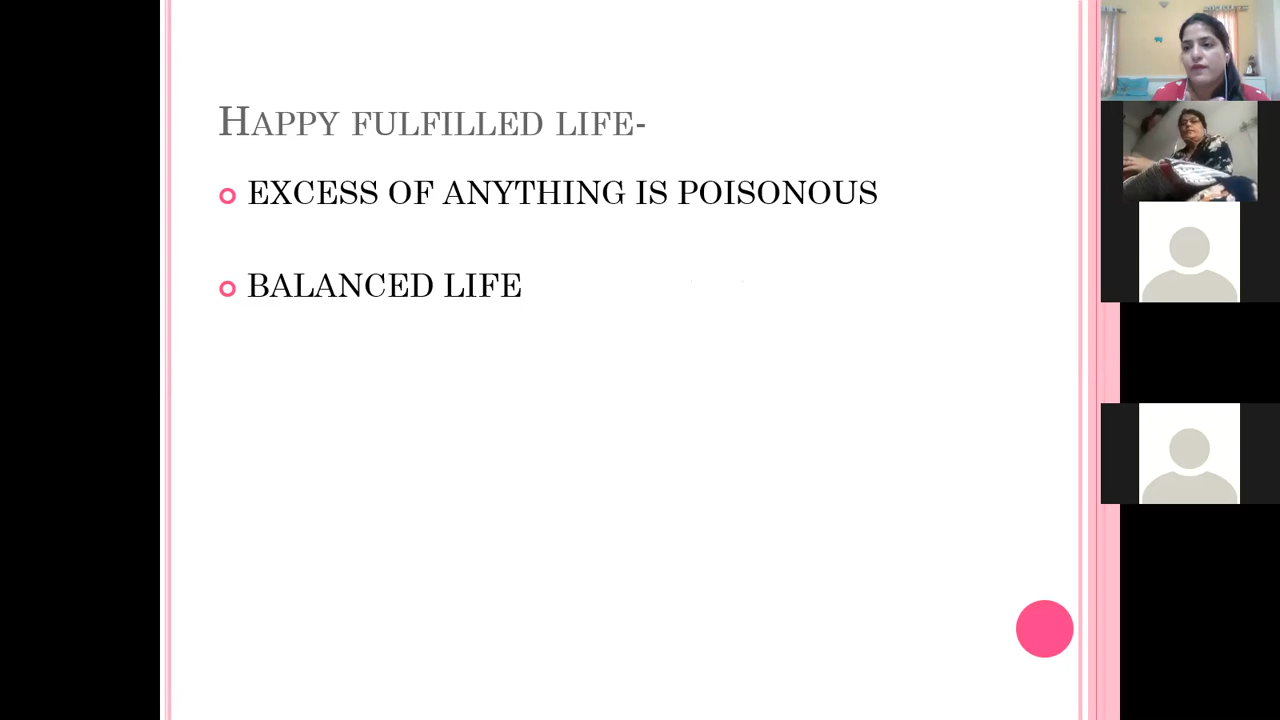 Happy fulfilled life-
EXCESS OF ANYTHING IS POISONOUS
BALANCED LIFE